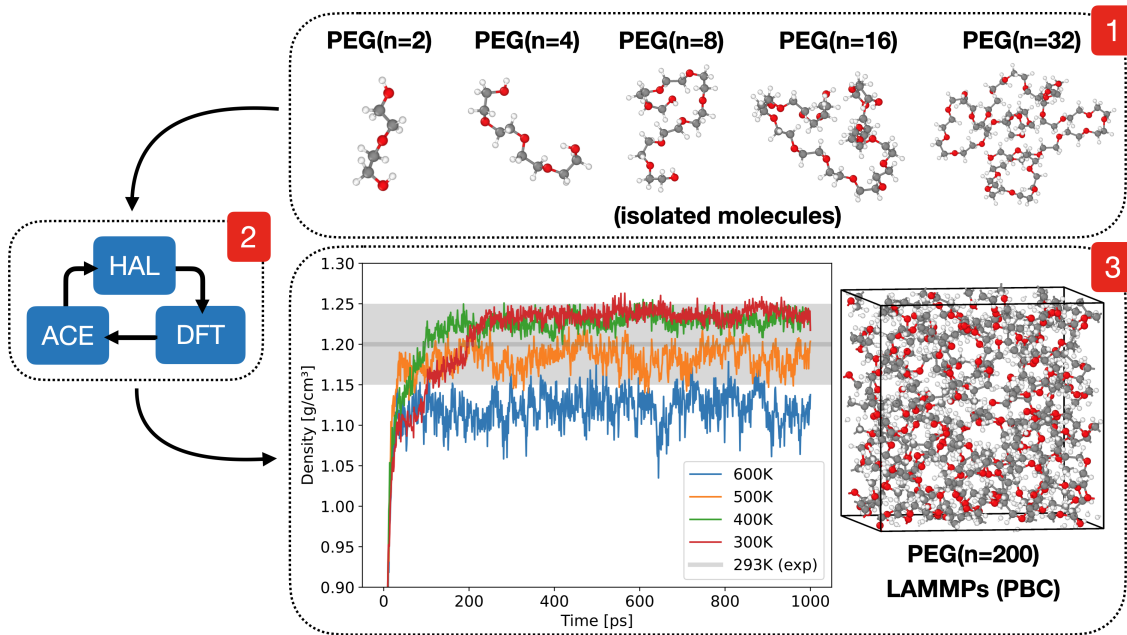 1
PEG(n=2)
PEG(n=4)
PEG(n=8)
PEG(n=16)
PEG(n=32)
(isolated molecules)
2
HAL
ACE
DFT
3
1.30
1.25
1.20
1.15
1.10
1.05
1.00
0.95
0.90
Density [g/cm³]
600K
500K
400K
300K
293K (exp)
0
200
400
600
800
1000
Time [ps]
PEG(n=200)
LAMMPs (PBC)